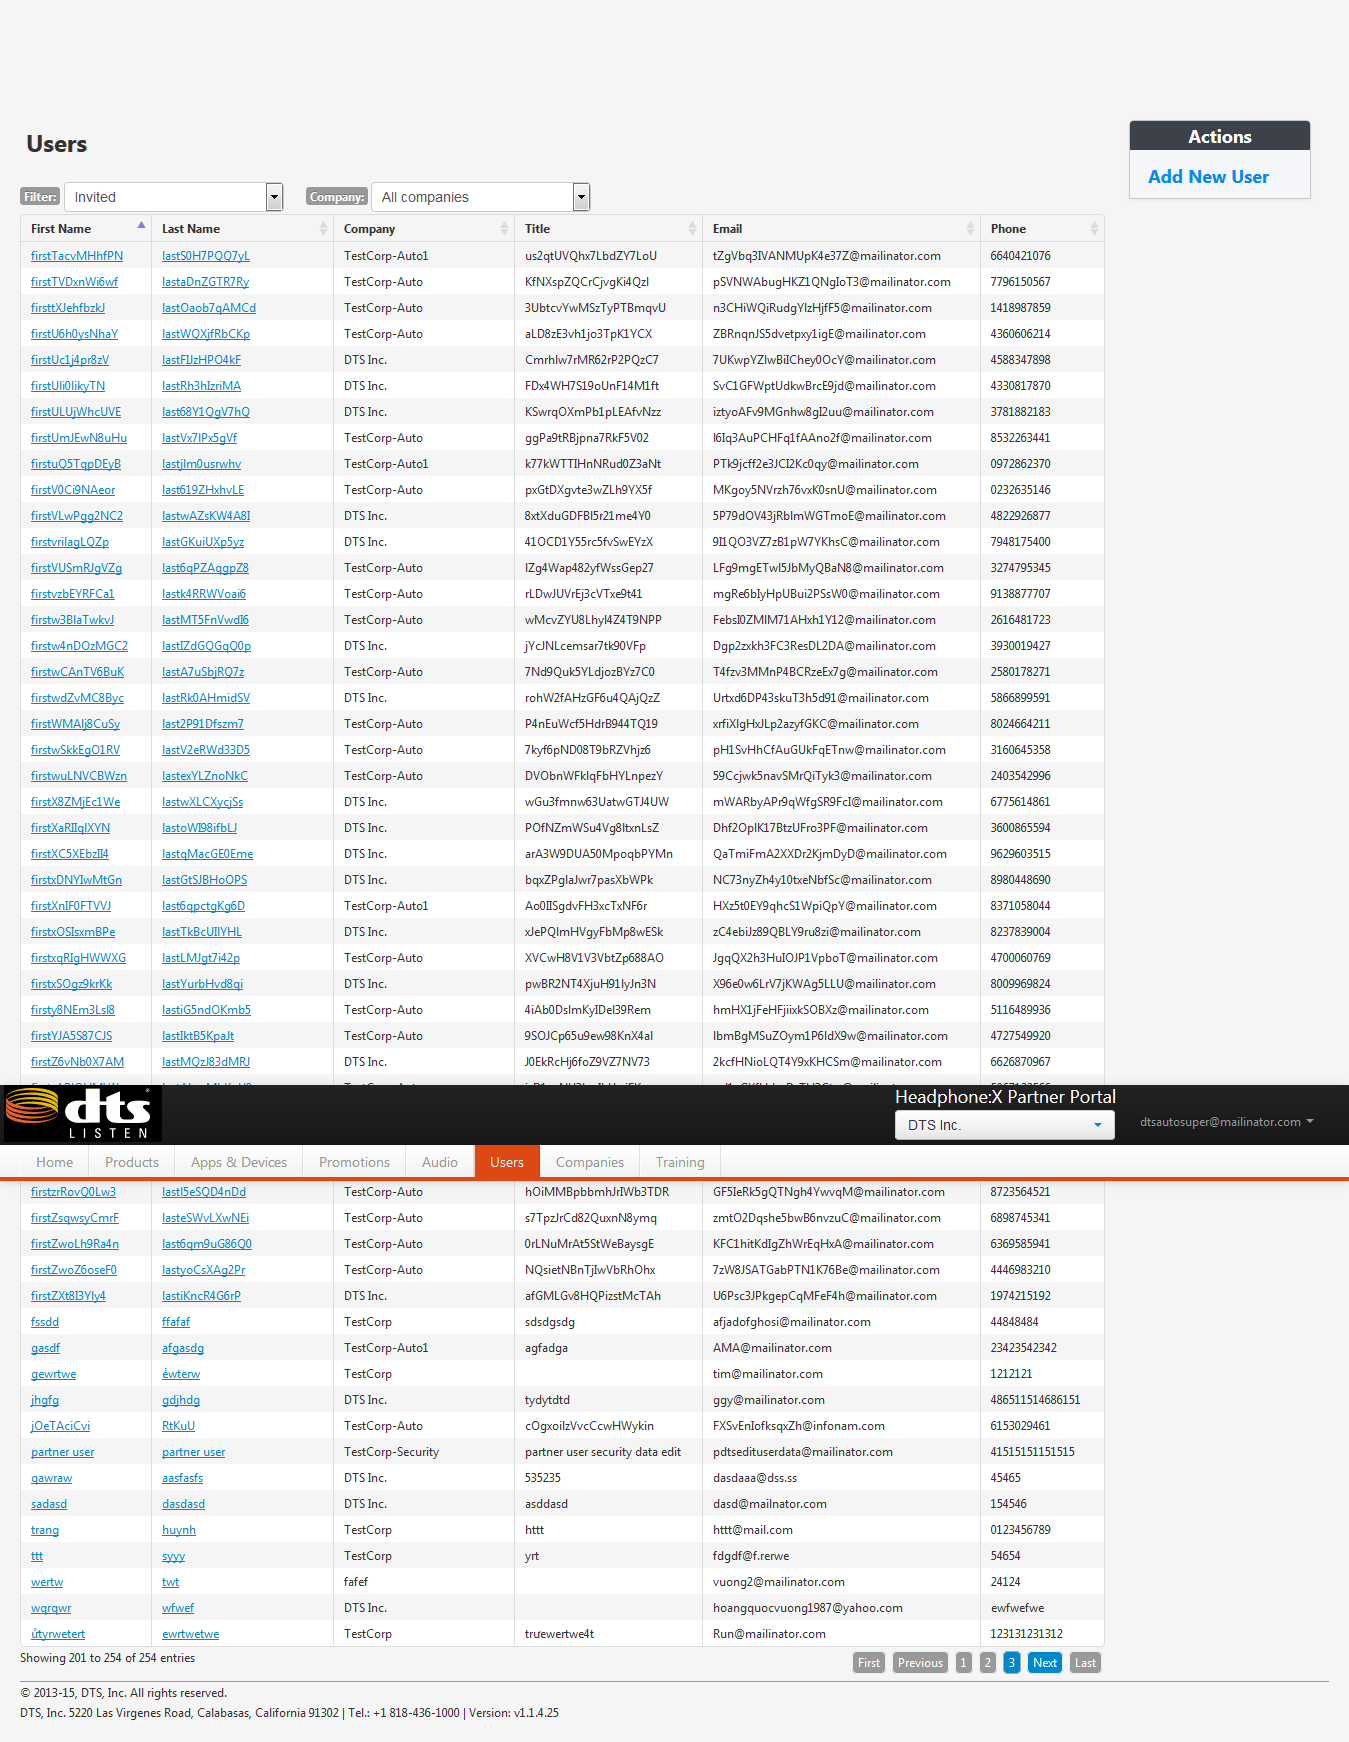 Users
Actions
Add New User
Filter: Invited Company: All companies
First Name Last Name Company Title Email Phone
firstTacvMHhfPN lastS0H7PQQ7yL TestCorp-Auto1 us2qtUVQhx7LbdZY7LoU tZgVbq3IVANMUpK4e37Z@mailinator.com 6640421076
firstTVDxnWi6wf lastaDnZGTR7Ry TestCorp-Auto KfNXspZQCrCjvgKi4QzI pSVNWAbugHKZ1QNgIoT3@mailinator.com 7796150567
firsttXJehfbzkJ lastOaob7qAMCd TestCorp-Auto 3UbtcvYwMSzTyPTBmqvU n3CHiWQiRudgYlzHjfF5@mailinator.com 1418987859
firstU6h0ysNhaY lastWQXjfRbCKp TestCorp-Auto aLD8zE3vh1jo3TpK1YCX ZBRnqnJS5dvetpxy1igE@mailinator.com 4360606214
firstUc1j4pr8zV lastFIJzHPO4kF DTS Inc. Cmrhlw7rMR62rP2PQzC7 7UKwpYZIwBiIChey0OcY@mailinator.com 4588347898
firstUIi0IikyTN lastRh3hIzriMA DTS Inc. FDx4WH7S19oUnF14M1ft SvC1GFWptUdkwBrcE9jd@mailinator.com 4330817870
firstULUjWhcUVE last68Y1QgV7hQ DTS Inc. KSwrqOXmPb1pLEAfvNzz iztyoAFv9MGnhw8gI2uu@mailinator.com 3781882183
firstUmJEwN8uHu lastVx7lPx5gVf TestCorp-Auto ggPa9tRBjpna7RkF5V02 I6Iq3AuPCHFq1fAAno2f@mailinator.com 8532263441
firstuQ5TqpDEyB lastjIm0usrwhv TestCorp-Auto1 k77kWTTIHnNRud0Z3aNt PTk9jcff2e3JCI2Kc0qy@mailinator.com 0972862370
firstV0Ci9NAeor last619ZHxhvLE TestCorp-Auto pxGtDXgvte3wZLh9YX5f MKgoy5NVrzh76vxK0snU@mailinator.com 0232635146
firstVLwPgg2NC2 lastwAZsKW4A8I DTS Inc. 8xtXduGDFBI5r21me4Y0 5P79dOV43jRbImWGTmoE@mailinator.com 4822926877
firstvrilagLQZp lastGKuiUXp5yz DTS Inc. 41OCD1Y55rc5fvSwEYzX 9I1QO3VZ7zB1pW7YKhsC@mailinator.com 7948175400
firstVUSmRJgVZg last6qPZAqgpZ8 TestCorp-Auto IZg4Wap482yfWssGep27 LFg9mgETwl5JbMyQBaN8@mailinator.com 3274795345
firstvzbEYRFCa1 lastk4RRWVoai6 TestCorp-Auto rLDwJUVrEj3cVTxe9t41 mgRe6bIyHpUBui2PSsW0@mailinator.com 9138877707
firstw3BlaTwkvJ lastMT5FnVwdI6 TestCorp-Auto wMcvZYU8Lhyl4Z4T9NPP FebsI0ZMIM71AHxh1Y12@mailinator.com 2616481723
firstw4nDOzMGC2 lastIZdGQGqQ0p DTS Inc. jYcJNLcemsar7tk90VFp Dgp2zxkh3FC3ResDL2DA@mailinator.com 3930019427
firstwCAnTV6BuK lastA7uSbjRQ7z TestCorp-Auto 7Nd9Quk5YLdjozBYz7C0 T4fzv3MMnP4BCRzeEx7g@mailinator.com 2580178271
firstwdZvMC8Byc lastRk0AHmidSV DTS Inc. rohW2fAHzGF6u4QAjQzZ Urtxd6DP43skuT3h5d91@mailinator.com 5866899591
firstWMAIj8CuSy last2P91Dfszm7 TestCorp-Auto P4nEuWcf5HdrB944TQ19 xrfiXIgHxJLp2azyfGKC@mailinator.com 8024664211
firstwSkkEgO1RV lastV2eRWd33D5 TestCorp-Auto 7kyf6pND08T9bRZVhjz6 pH1SvHhCfAuGUkFqETnw@mailinator.com 3160645358
firstwuLNVCBWzn lastexYLZnoNkC TestCorp-Auto DVObnWFkIqFbHYLnpezY 59Ccjwk5navSMrQiTyk3@mailinator.com 2403542996
firstX8ZMjEc1We lastwXLCXycjSs DTS Inc. wGu3fmnw63UatwGTJ4UW mWARbyAPr9qWfgSR9FcI@mailinator.com 6775614861
firstXaRIIqlXYN lastoWI98ifbLJ DTS Inc. POfNZmWSu4Vg8ItxnLsZ Dhf2OpIK17BtzUFro3PF@mailinator.com 3600865594
firstXC5XEbzII4 lastqMacGE0Eme DTS Inc. arA3W9DUA50MpoqbPYMn QaTmiFmA2XXDr2KjmDyD@mailinator.com 9629603515
firstxDNYIwMtGn lastGtSJBHoOPS DTS Inc. bqxZPglaJwr7pasXbWPk NC73nyZh4y10txeNbfSc@mailinator.com 8980448690
firstXnIF0FTVVJ last6qpctgKg6D TestCorp-Auto1 Ao0IISgdvFH3xcTxNF6r HXz5t0EY9qhcS1WpiQpY@mailinator.com 8371058044
firstxOSIsxmBPe lastTkBcUIlYHL DTS Inc. xJePQImHVgyFbMp8wESk zC4ebiJz89QBLY9ru8zi@mailinator.com 8237839004
firstxqRIgHWWXG lastLMJgt7i42p TestCorp-Auto XVCwH8V1V3VbtZp688AO JgqQX2h3HuIOJP1VpboT@mailinator.com 4700060769
firstxSOgz9krKk lastYurbHvd8qi DTS Inc. pwBR2NT4XjuH91IyJn3N X96e0w6LrV7jKWAg5LLU@mailinator.com 8009969824
firsty8NEm3Lsl8 lastiG5ndOKmb5 TestCorp-Auto 4iAb0DsImKyIDel39Rem hmHX1jFeHFjiixkSOBXz@mailinator.com 5116489936
firstYJA5S87CJS lastIktB5KpaJt TestCorp-Auto 9SOJCp65u9ew98KnX4al IbmBgMSuZOym1P6IdX9w@mailinator.com 4727549920
firstZ6vNb0X7AM lastMQzJ83dMRJ DTS Inc. J0EkRcHj6foZ9VZ7NV73 2kcfHNioLQT4Y9xKHCSm@mailinator.com 6626870967
dts
LISTEN
Headphone:X Partner Portal
DTS Inc.
dtsautosuper@mailinator.com
Home Products Apps & Devices Promotions Audio Users Companies Training
firstzrRovQ0Lw3 lastI5eSQD4nDd TestCorp-Auto hOiMMBpbbmhJrIWb3TDR GF5IeRk5gQTNgh4YwvqM@mailinator.com 8723564521
firstZsqwsyCmrF lasteSWvLXwNEi TestCorp-Auto s7TpzJrCd82QuxnN8ymq zmtO2Dqshe5bwB6nvzuC@mailinator.com 6898745341
firstZwoLh9Ra4n last6qm9uG86Q0 TestCorp-Auto 0rLNuMrAt5StWeBaysgE KFC1hitKdIgZhWrEqHxA@mailinator.com 6369585941
firstZwoZ6oseF0 lastyoCsXAg2Pr TestCorp-Auto NQsietNBnTjIwVbRhOhx 7zW8JSATGabPTN1K76Be@mailinator.com 4446983210
firstZXt8I3Yly4 lastiKncR4G6rP DTS Inc. afGMLGv8HQPizstMcTAh U6Psc3JPkgepCqMFeF4h@mailinator.com 1974215192
fssdd ffafaf TestCorp sdsdgsdg afjadofghosi@mailinator.com 44848484
gasdf afgasdg TestCorp-Auto1 agfadga AMA@mailinator.com 23423542342
gewrtwe ẻwterw TestCorp tim@mailinator.com 1212121
jhgfg gdjhdg DTS Inc. tydytdtd ggy@mailinator.com 486511514686151
jOeTAciCvi RtKuU TestCorp-Auto cOgxoilzVvcCcwHWykin FXSvEnIofksqxZh@infonam.com 6153029461
partner user partner user TestCorp-Security partner user security data edit pdtsedituserdata@mailinator.com 41515151151515
qawraw aasfasfs DTS Inc. 535235 dasdaaa@dss.ss 45465
sadasd dasdasd DTS Inc. asddasd dasd@mailnator.com 154546
trang huynh TestCorp httt httt@mail.com 0123456789
ttt syyy TestCorp yrt fdgdf@f.rerwe 54654
wertw twt fafef vuong2@mailinator.com 24124
wqrqwr wfwef DTS Inc. hoangquocvuong1987@yahoo.com ewfwefwe
ửtyrwetert ewrtwetwe TestCorp trưewertwe4t Run@mailinator.com 123131231312
Showing 201 to 254 of 254 entries
First Previous 1 2 3 Next Last
© 2013-15, DTS, Inc. All rights reserved.
DTS, Inc. 5220 Las Virgenes Road, Calabasas, California 91302 | Tel.: +1 818-436-1000 | Version: v1.1.4.25